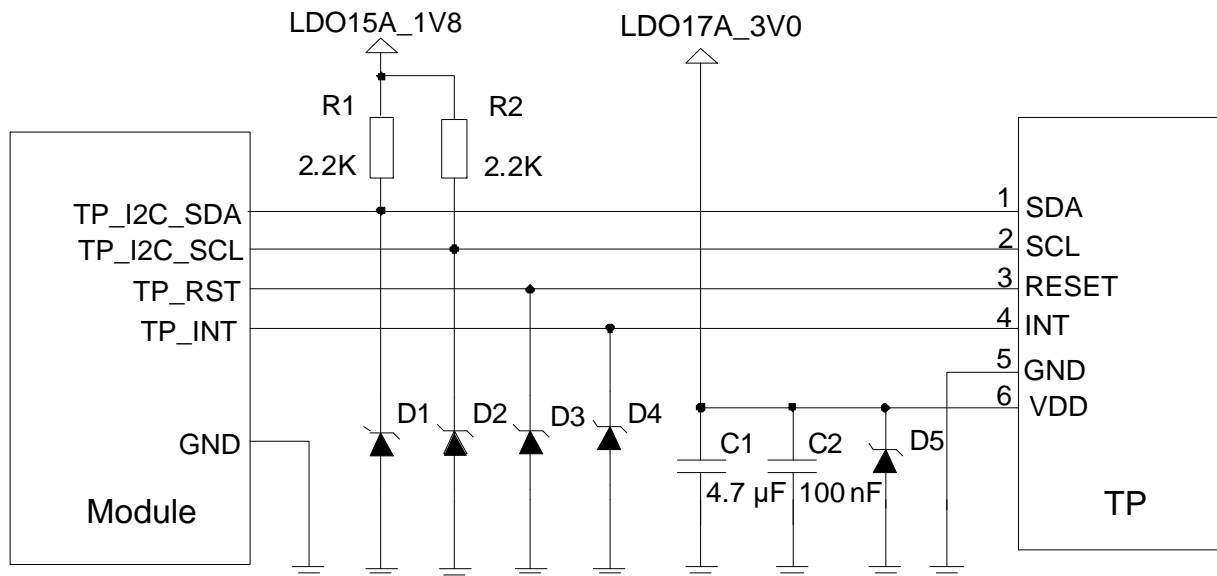 LDO15A_1V8
LDO17A_3V0
R1
R2
2.2K
2.2K
TP_I2C_SDA
1
SDA
TP_I2C_SCL
2
SCL
TP_RST
3
RESET
TP_INT
4
INT
5
GND
6
VDD
D1
D2
D3
D4
GND
C1
C2
D5
4.7 µF
100 nF
Module
TP